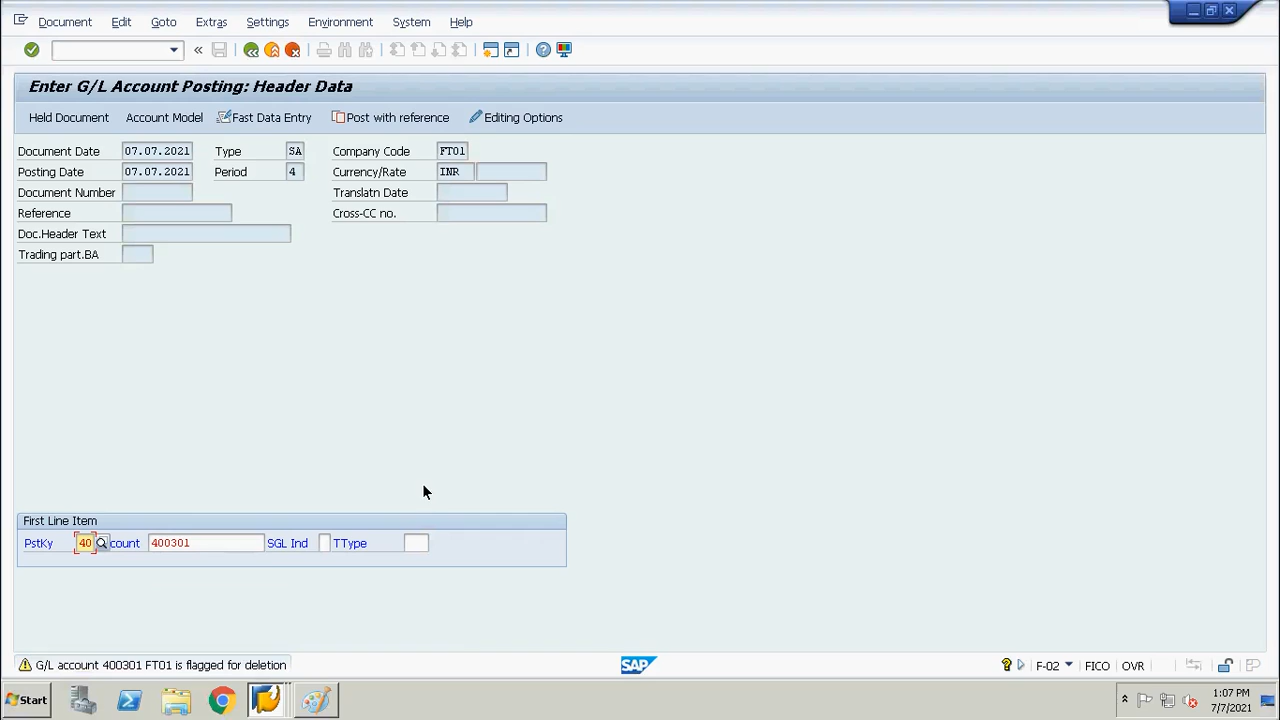 Document Edit Goto Extras Settings Environment System Help
Enter G/L Account Posting: Header Data
Held Document Account Model Fast Data Entry Post with reference Editing Options
Document Date 07.07.2021 Type SA Company Code FT01
Posting Date 07.07.2021 Period 4 Currency/Rate INR
Document Number Translatn Date
Reference Cross-CC no.
Doc.Header Text
Trading part.BA
First Line Item
PstKy 40 count 400301 SGL Ind TType
G/L account 400301 FT01 is flagged for deletion SAP F-02 FICO OVR
Start 1:07 PM
7/7/2021